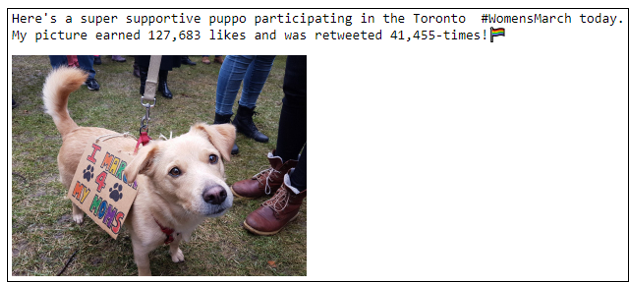 Here's a super supportive puppo participating in the Toronto  #WomensMarch today.
My picture earned 127,683 likes and was retweeted 41,455-times!🏳️‍🌈
I MAR
4
MY MOMS